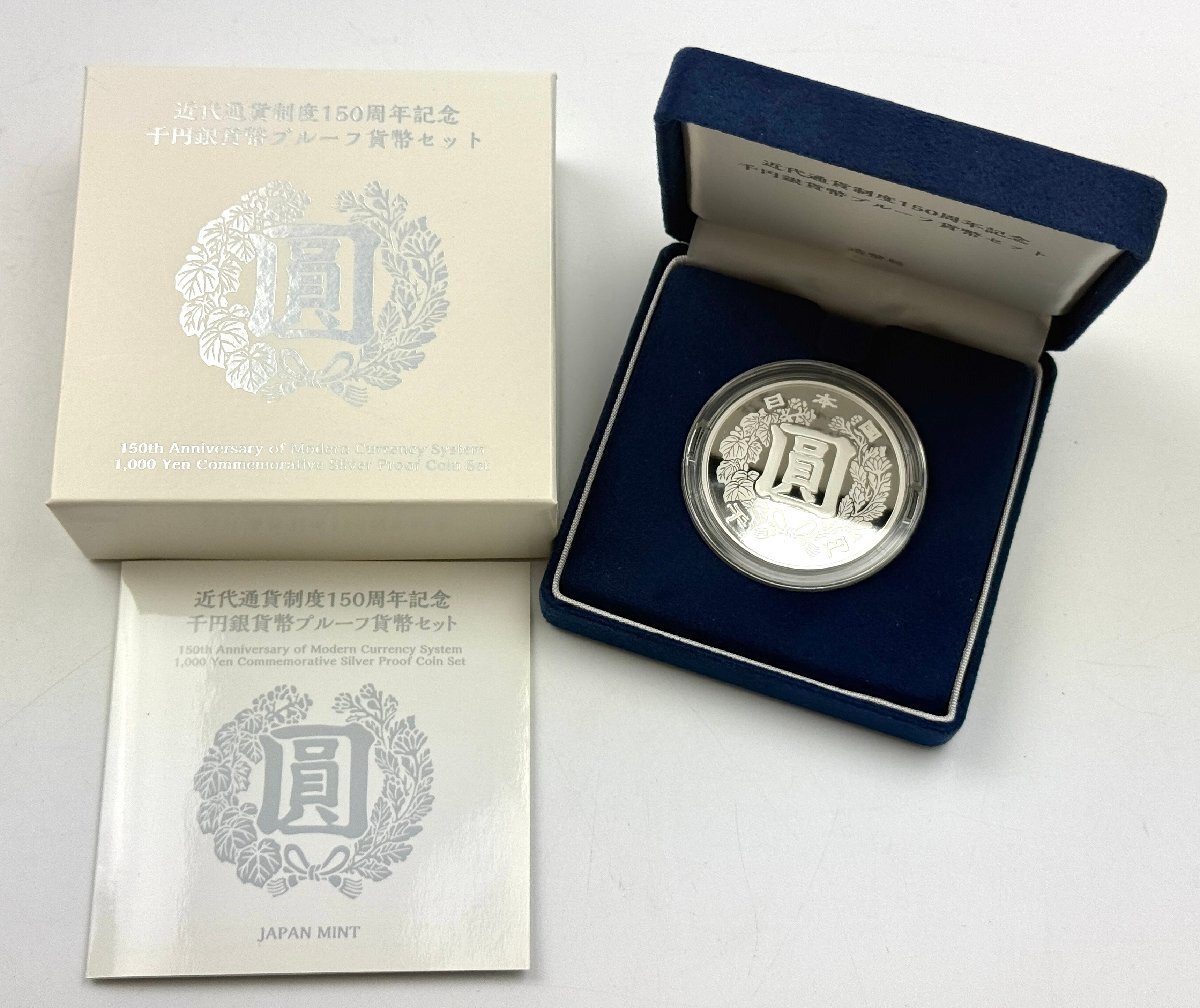 近代通貨制度150周年記念
千円銀貨幣プルーフ貨幣セット
圓
150th Anniversary of Modern Currency System
1,000 Yen Commemorative Silver Proof Coin Set
近代通貨制度150周年記念
千円銀貨幣プルーフ貨幣セット
造幣局
日本国
圓
千円
近代通貨制度150周年記念
千円銀貨幣プルーフ貨幣セット
150th Anniversary of Modern Currency System
1,000 Yen Commemorative Silver Proof Coin Set
圓
JAPAN MINT